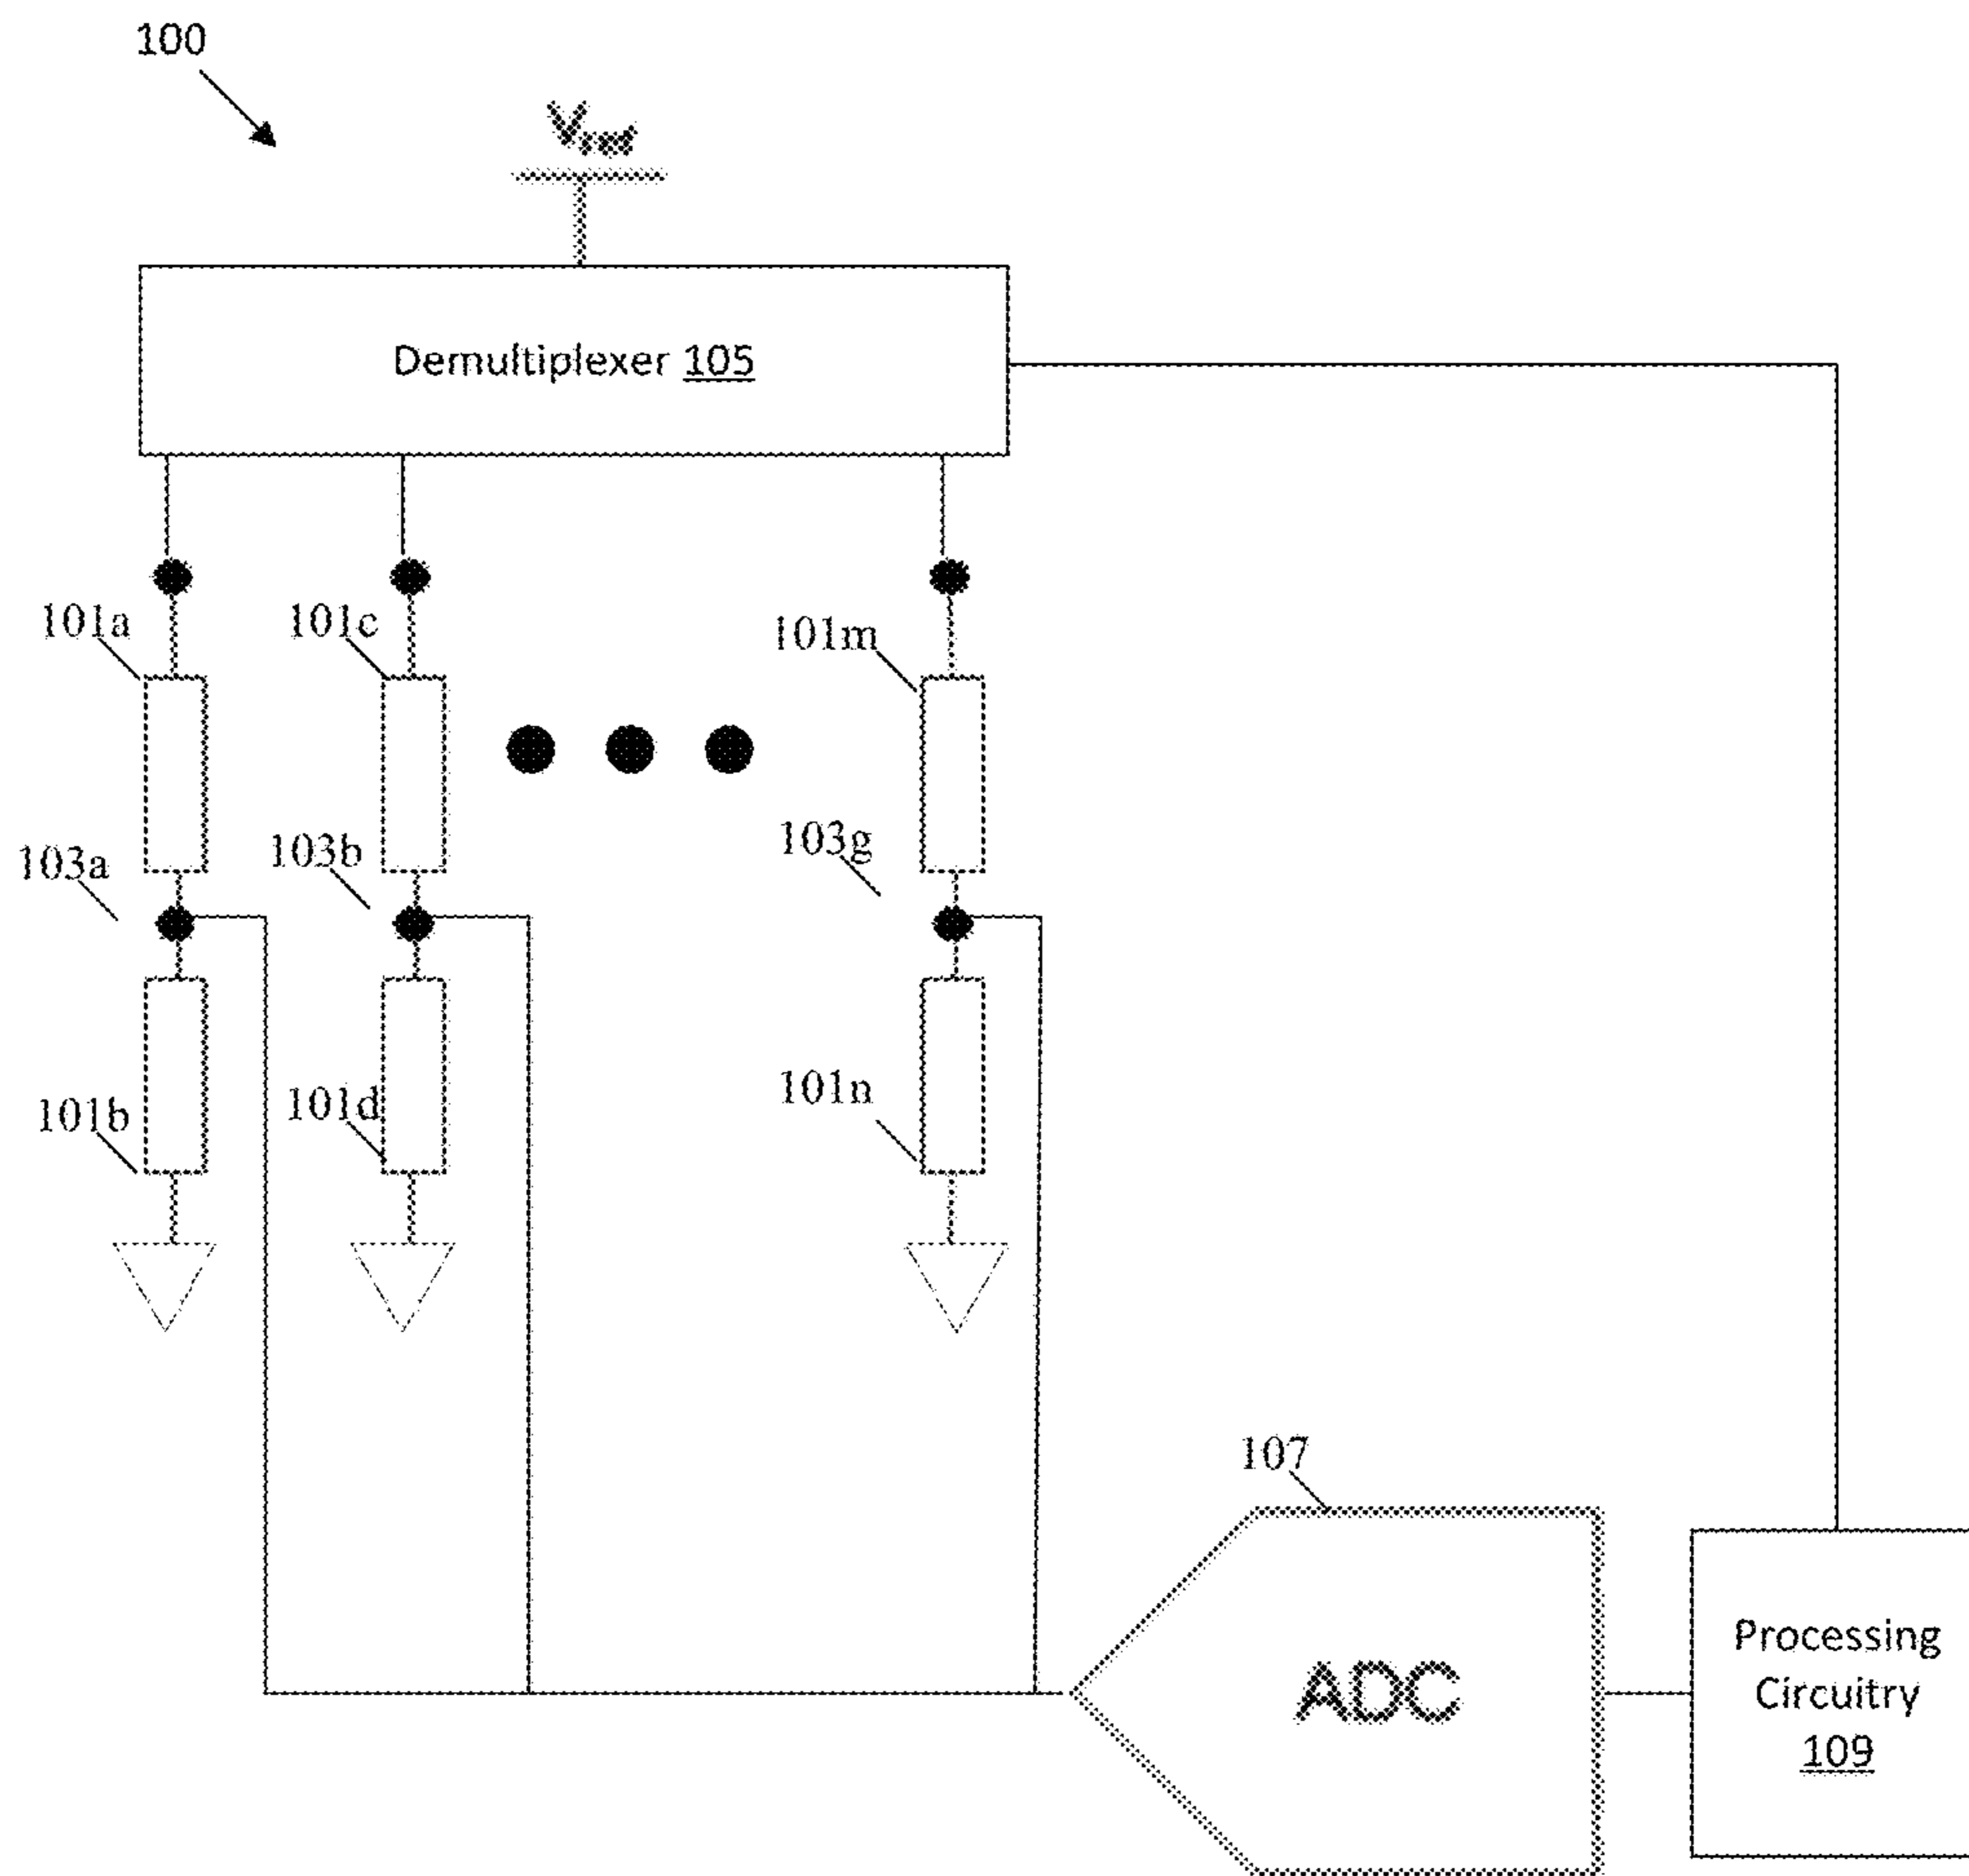 100
Vref
Demultiplexer 105
101a
101c
101m
103a
103b
103g
101b
101d
101n
107
ADC
Processing
Circuitry
109